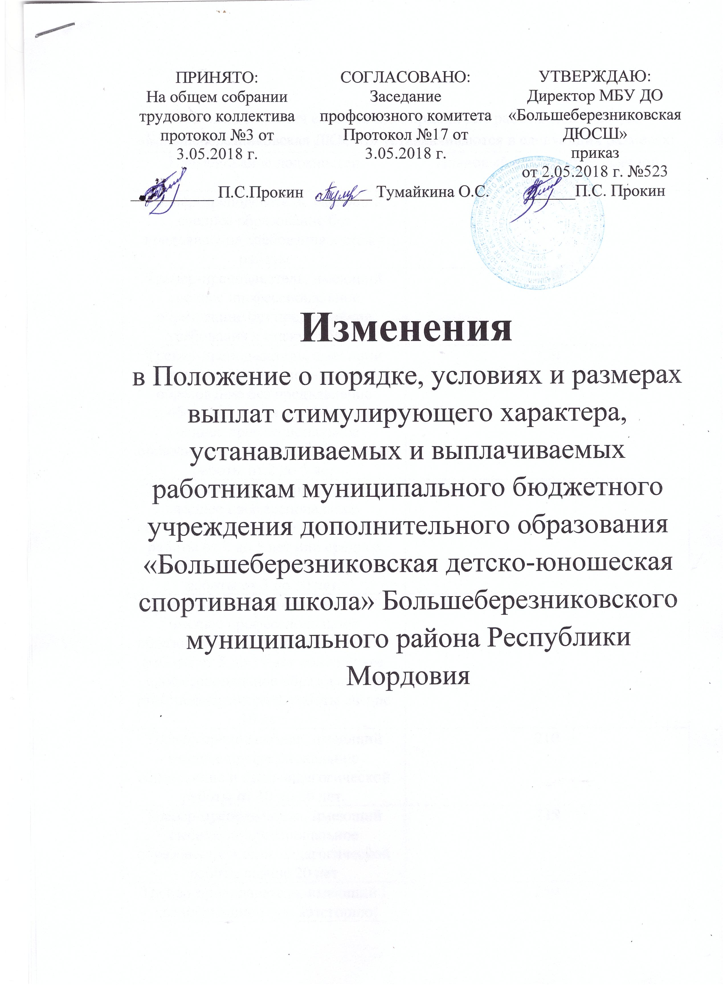 ПРИНЯТО:
На общем собрании
трудового коллектива
протокол №3 от
3.05.2018 г.
П.С.Прокин
СОГЛАСОВАНО:
Заседание
профсоюзного комитета
Протокол №17 от
3.05.2018 г.
Тумайкина О.С.
УТВЕРЖДАЮ:
Директор МБУ ДО
«Большеберезниковская
ДЮСШ»
приказ
от 2.05.2018 г. №523
П.С. Прокин
Изменения
в Положение о порядке, условиях и размерах
выплат стимулирующего характера,
устанавливаемых и выплачиваемых
работникам муниципального бюджетного
учреждения дополнительного образования
«Большеберезниковская детско-юношеская
спортивная школа» Большеберезниковского
муниципального района Республики
Мордовия